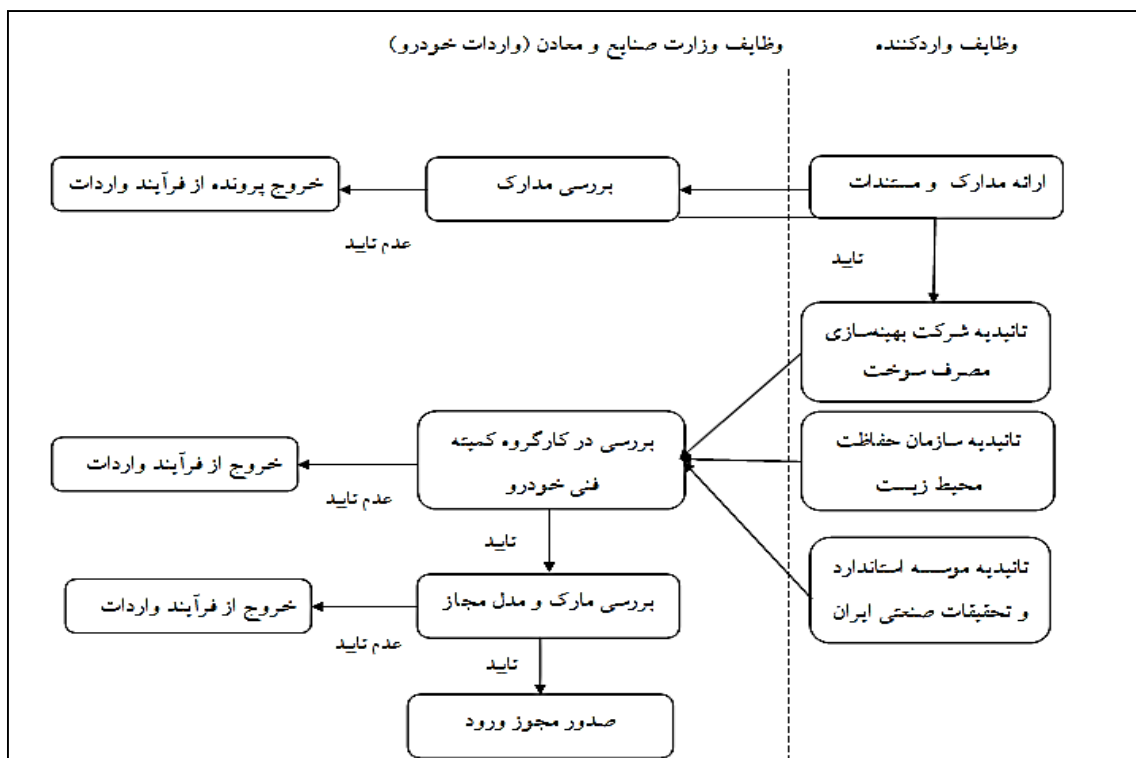 وظایف واردکننده
وظایف وزارت صنایع و معادن (واردات خودرو)
ارائه مدارک و مستندات
بررسی مدارک
خروج پرونده از فرآیند واردات
عدم تایید
تایید
تائیدیه شرکت بهینه‌سازی
مصرف سوخت
تائیدیه سازمان حفاظت
محیط زیست
تائیدیه موسسه استاندارد
و تحقیقات صنعتی ایران
بررسی در کارگروه کمیته
فنی خودرو
خروج از فرآیند واردات
عدم تایید
تایید
بررسی مارک و مدل مجاز
خروج از فرآیند واردات
عدم تایید
تایید
صدور مجوز ورود